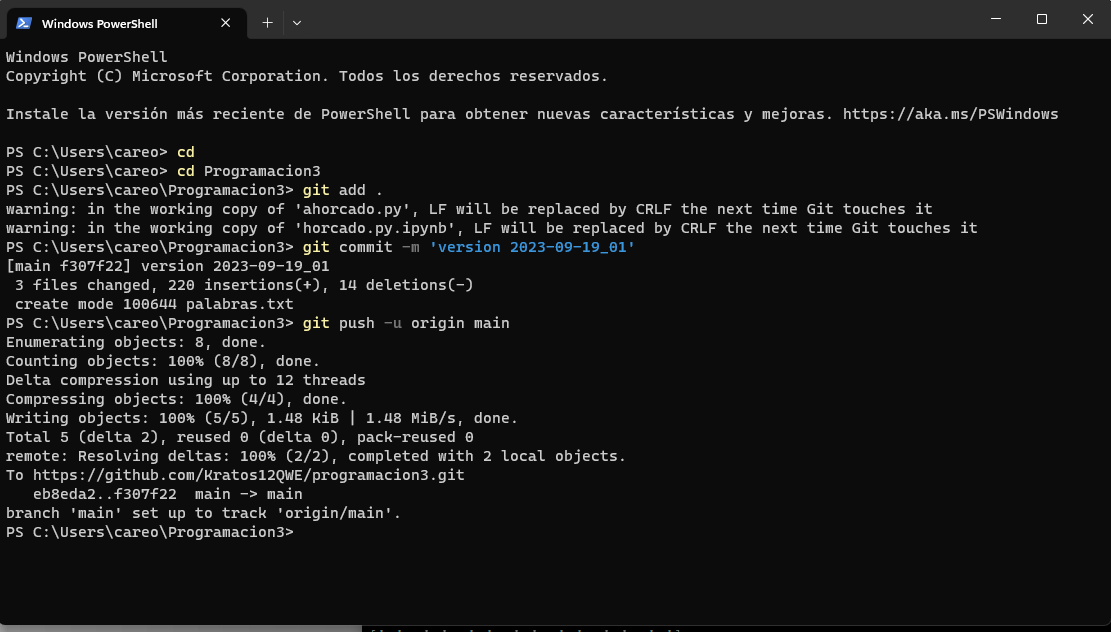 Windows PowerShell
Windows PowerShell
Copyright (C) Microsoft Corporation. Todos los derechos reservados.
Instale la versión más reciente de PowerShell para obtener nuevas características y mejoras. https://aka.ms/PSWindows
PS C:\Users\careo> cd
PS C:\Users\careo> cd Programacion3
PS C:\Users\careo\Programacion3> git add .
warning: in the working copy of 'ahorcado.py', LF will be replaced by CRLF the next time Git touches it
warning: in the working copy of 'horcado.py.ipynb', LF will be replaced by CRLF the next time Git touches it
PS C:\Users\careo\Programacion3> git commit -m 'version 2023-09-19_01'
[main f307f22] version 2023-09-19_01
 3 files changed, 220 insertions(+), 14 deletions(-)
 create mode 100644 palabras.txt
PS C:\Users\careo\Programacion3> git push -u origin main
Enumerating objects: 8, done.
Counting objects: 100% (8/8), done.
Delta compression using up to 12 threads
Compressing objects: 100% (4/4), done.
Writing objects: 100% (5/5), 1.48 KiB | 1.48 MiB/s, done.
Total 5 (delta 2), reused 0 (delta 0), pack-reused 0
remote: Resolving deltas: 100% (2/2), completed with 2 local objects.
To https://github.com/Kratos12QWE/programacion3.git
   eb8eda2..f307f22  main -> main
branch 'main' set up to track 'origin/main'.
PS C:\Users\careo\Programacion3>